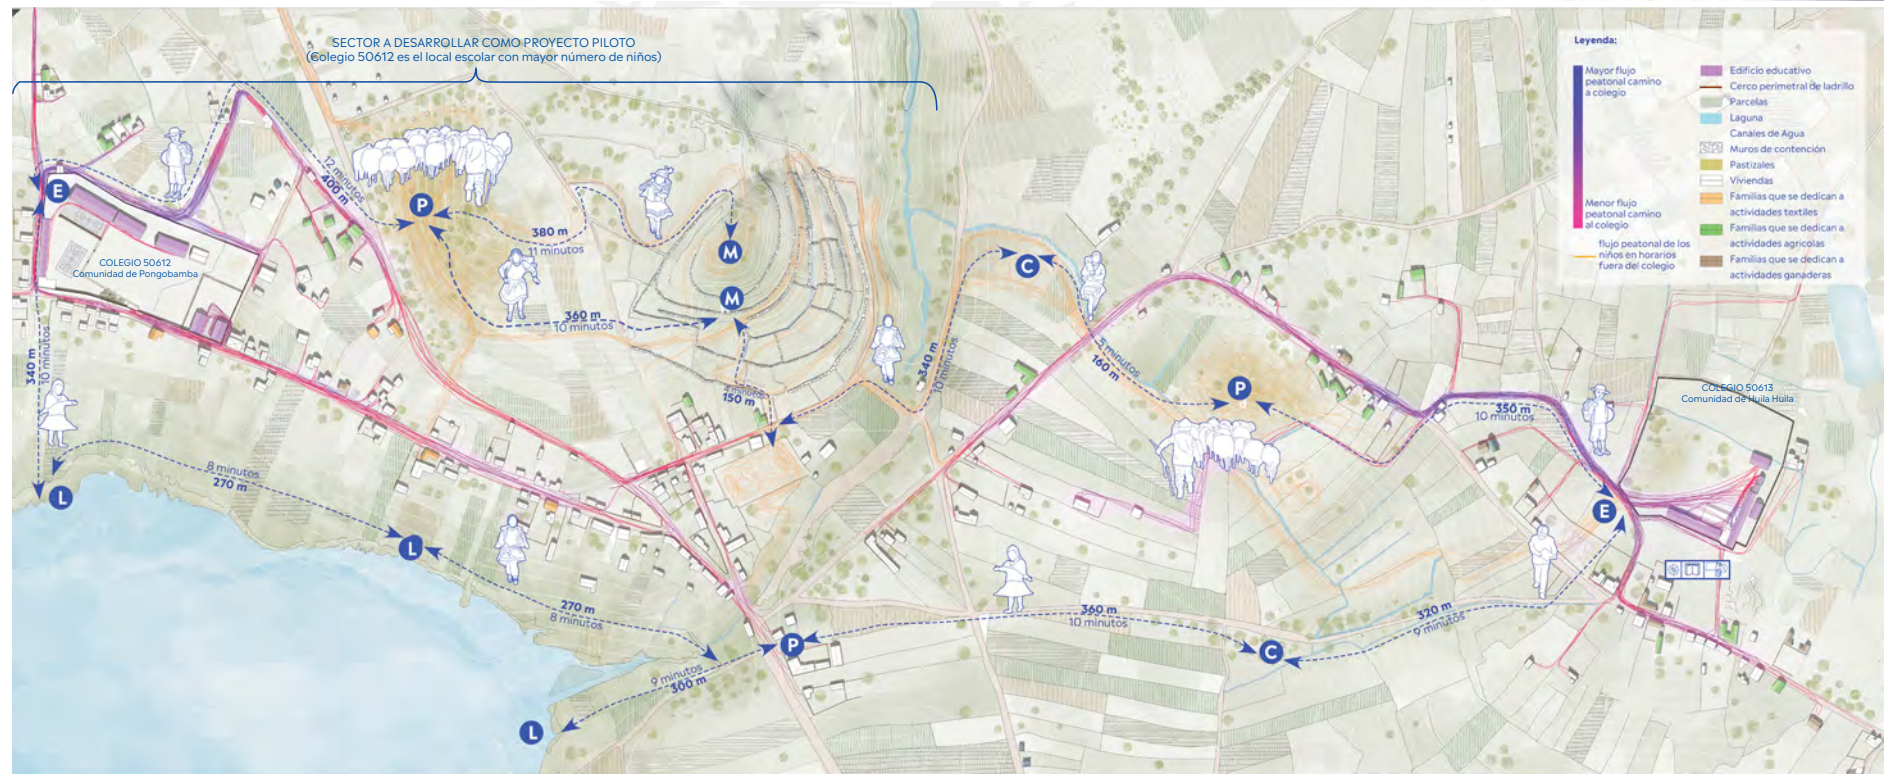 SECTOR A DESARROLLAR COMO PROYECTO PILOTO
(Colegio 50612 es el local escolar con mayor número de niños)
Leyenda:
Mayor flujo
peatonal camino
a colegio
Menor flujo
peatonal camino
al colegio
flujo peatonal de los
niños en horarios
fuera del colegio
Edificio educativo
Cerco perimetral de ladrillo
Parcelas
Laguna
Canales de Agua
Muros de contención
Pastizales
Viviendas
Familias que se dedican a
actividades textiles
Familias que se dedican a
actividades agricolas
Familias que se dedican a
actividades ganaderas
E
12 minutos
400 m
P
380 m
11 minutos
M
M
360 m
10 minutos
COLEGIO 50612
Comunidad de Pongobamba
340 m
10 minutos
4 minutos
150 m
340 m
10 minutos
C
5 minutos
160 m
P
350 m
10 minutos
COLEGIO 50613
Comunidad de Huila Huila
E
L
8 minutos
270 m
L
270 m
8 minutos
9 minutos
300 m
L
P
360 m
10 minutos
C
320 m
9 minutos